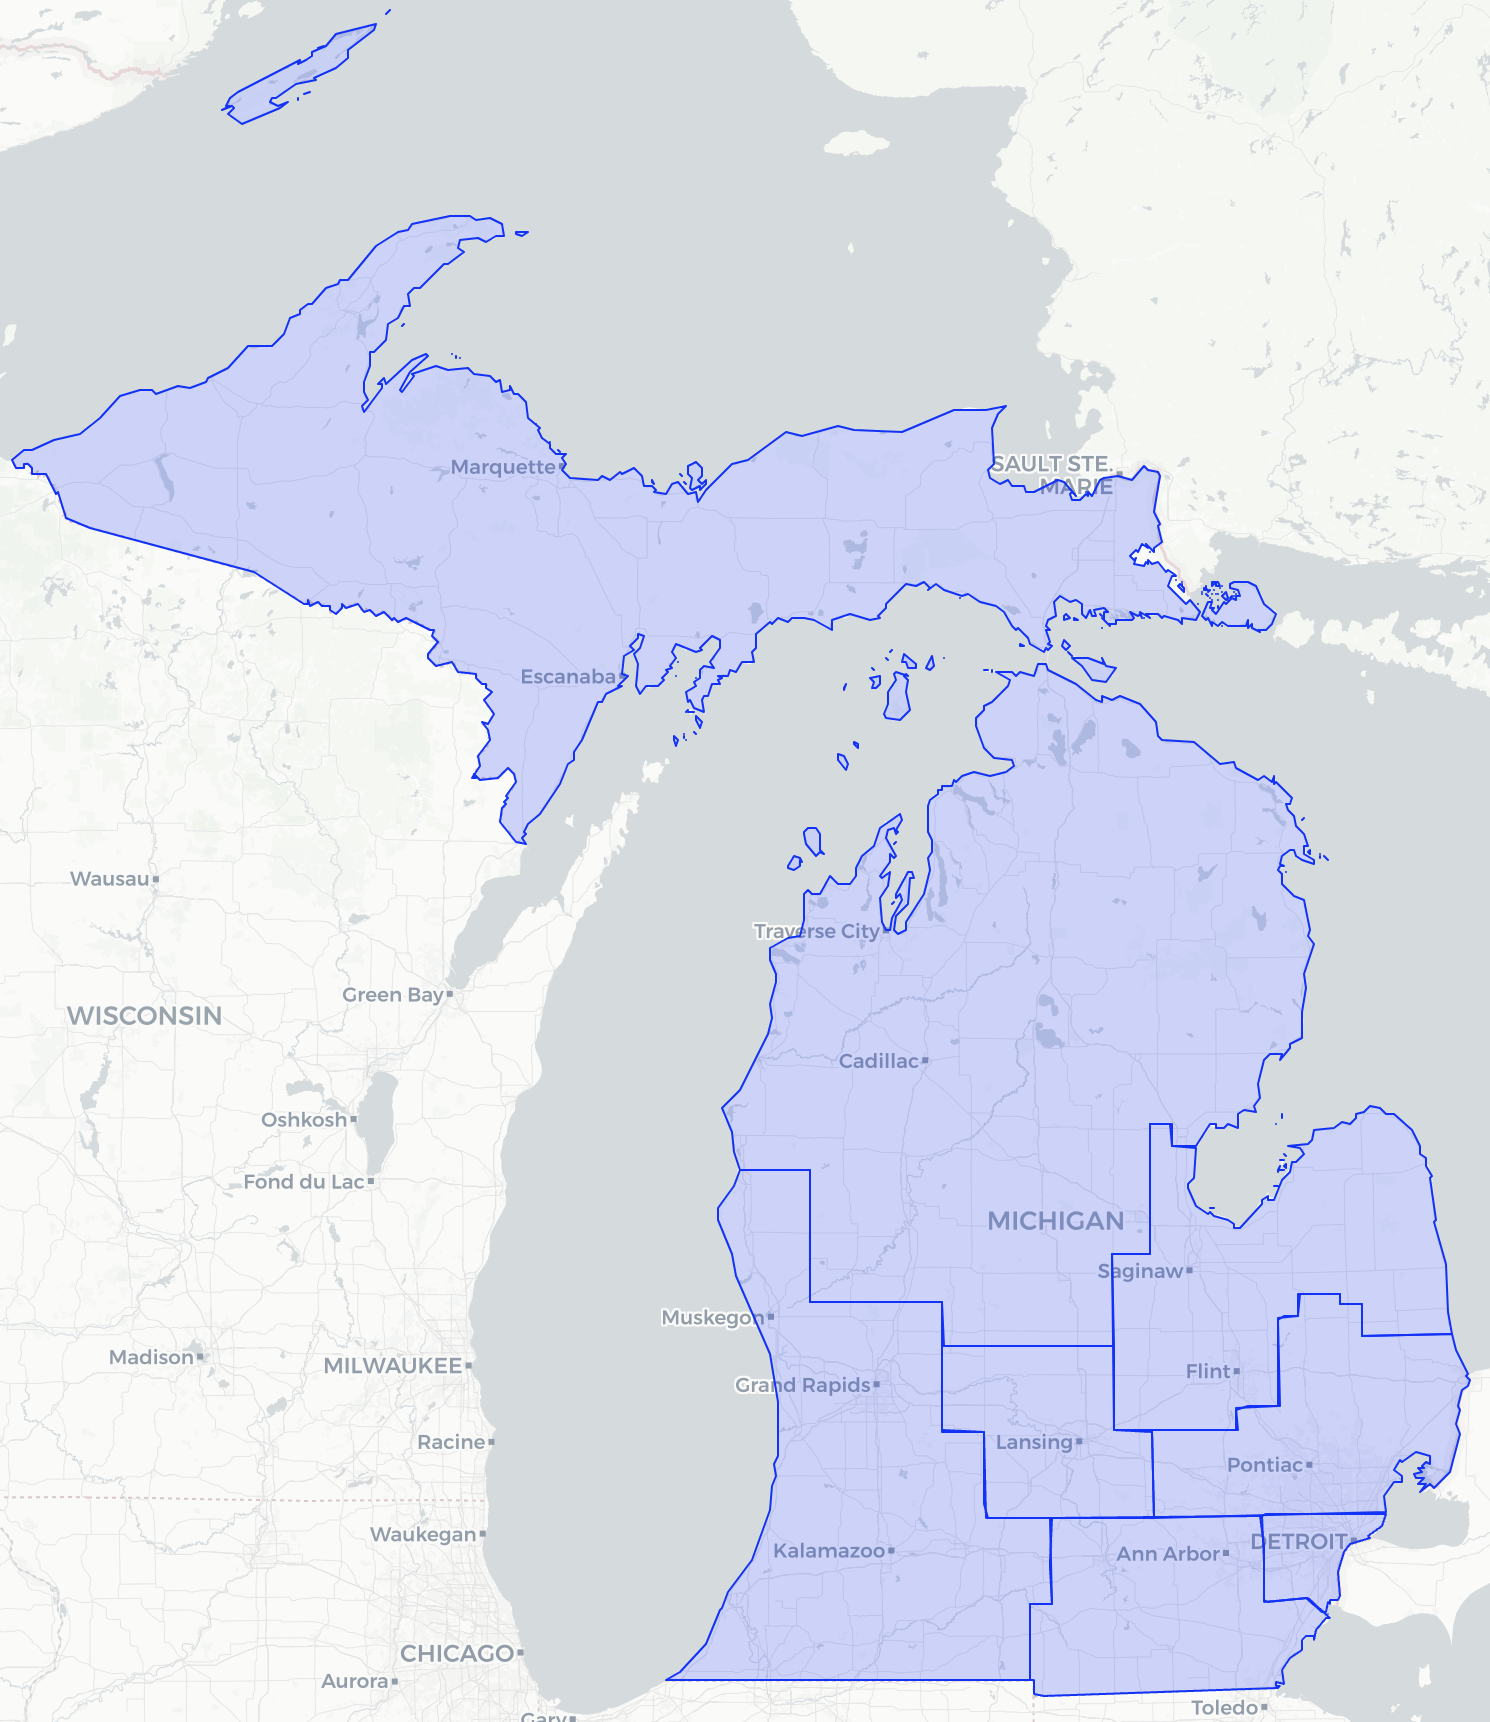 Marquette
SAULT STE.
MARIE
Escanaba
Wausau
Traverse City
Green Bay
WISCONSIN
Cadillac
Oshkosh
Fond du Lac
MICHIGAN
Saginaw
Muskegon
Madison
MILWAUKEE
Flint
Grand Rapids
Racine
Lansing
Pontiac
Waukegan
DETROIT
Kalamazoo
Ann Arbor
CHICAGO
Aurora
Toledo
Gary